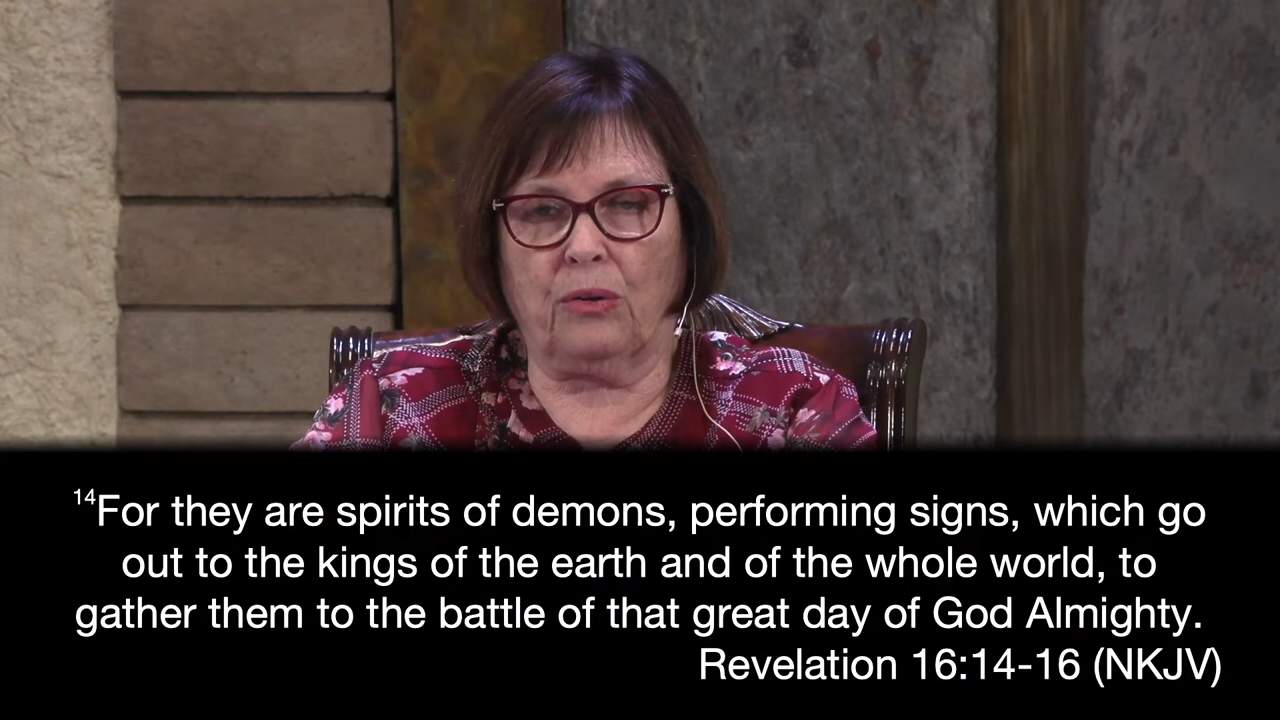 14For they are spirits of demons, performing signs, which go
out to the kings of the earth and of the whole world, to
gather them to the battle of that great day of God Almighty.
Revelation 16:14-16 (NKJV)